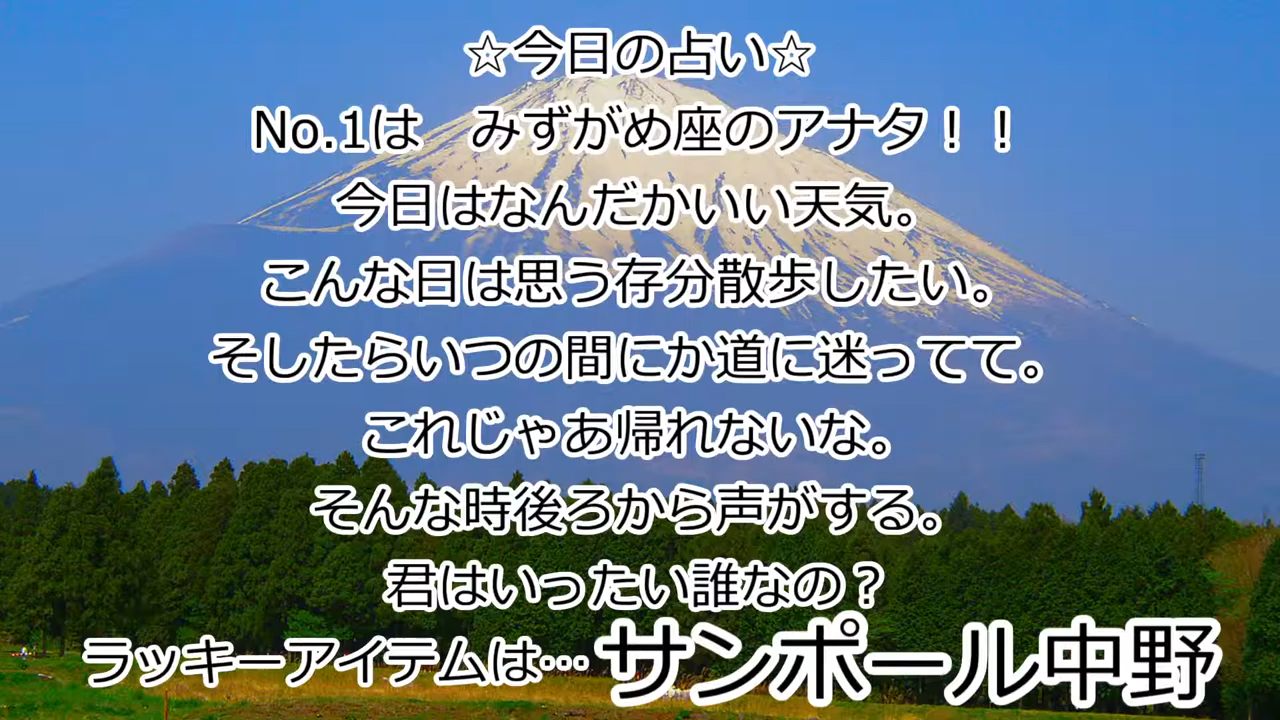 ☆今日の占い☆
No.1は　みずがめ座のアナタ！！
今日はなんだかいい天気。
こんな日は思う存分散歩したい。
そしたらいつの間にか道に迷ってて。
これじゃあ帰れないな。
そんな時後ろから声がする。
君はいったい誰なの？
ラッキーアイテムは…サンポール中野